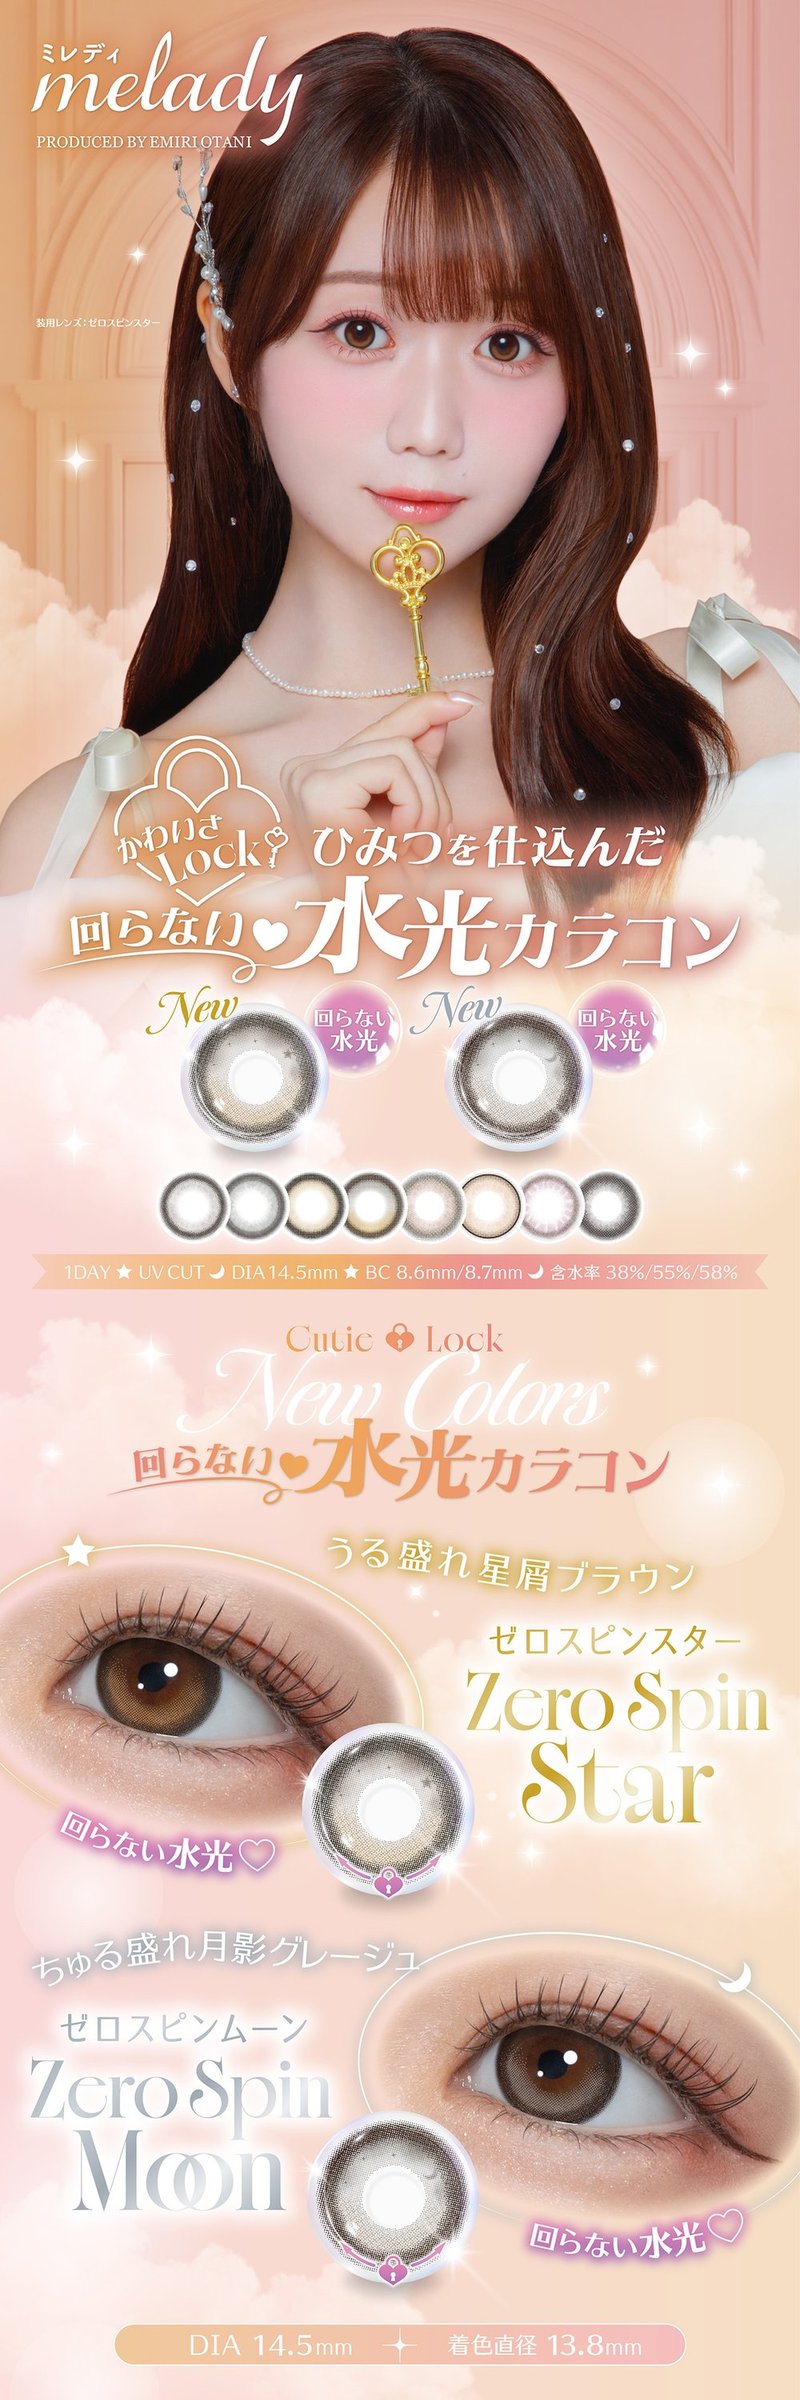 ミレディ
melady
PRODUCED BY EMIRI OTANI
装用レンズ：ゼロスピンスター
かわいさ
Lock
ひみつを仕込んだ
回らない♥水光カラコン
New
回らない
水光
New
回らない
水光
1DAY ★ UV CUT 🌙 DIA 14.5mm ★ BC 8.6mm/8.7mm 🌙 含水率 38%/55%/58%
Cutie Lock
New Colors
回らない♥水光カラコン
うる盛れ星屑ブラウン
ゼロスピンスター
Zero Spin
Star
回らない水光♡
ちゅる盛れ月影グレージュ
ゼロスピンムーン
Zero Spin
Moon
回らない水光♡
DIA 14.5mm 着色直径 13.8mm